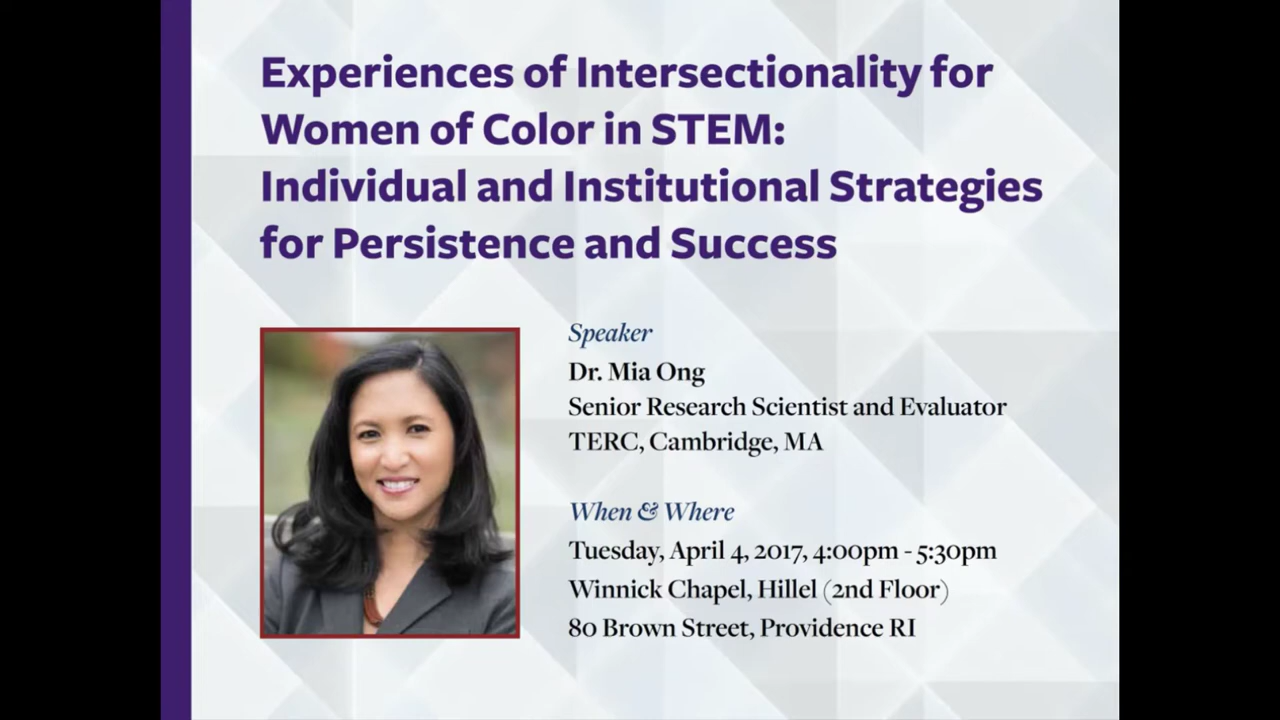 Experiences of Intersectionality for
Women of Color in STEM:
Individual and Institutional Strategies
for Persistence and Success
Speaker
Dr. Mia Ong
Senior Research Scientist and Evaluator
TERC, Cambridge, MA
When & Where
Tuesday, April 4, 2017, 4:00pm - 5:30pm
Winnick Chapel, Hillel (2nd Floor)
80 Brown Street, Providence RI